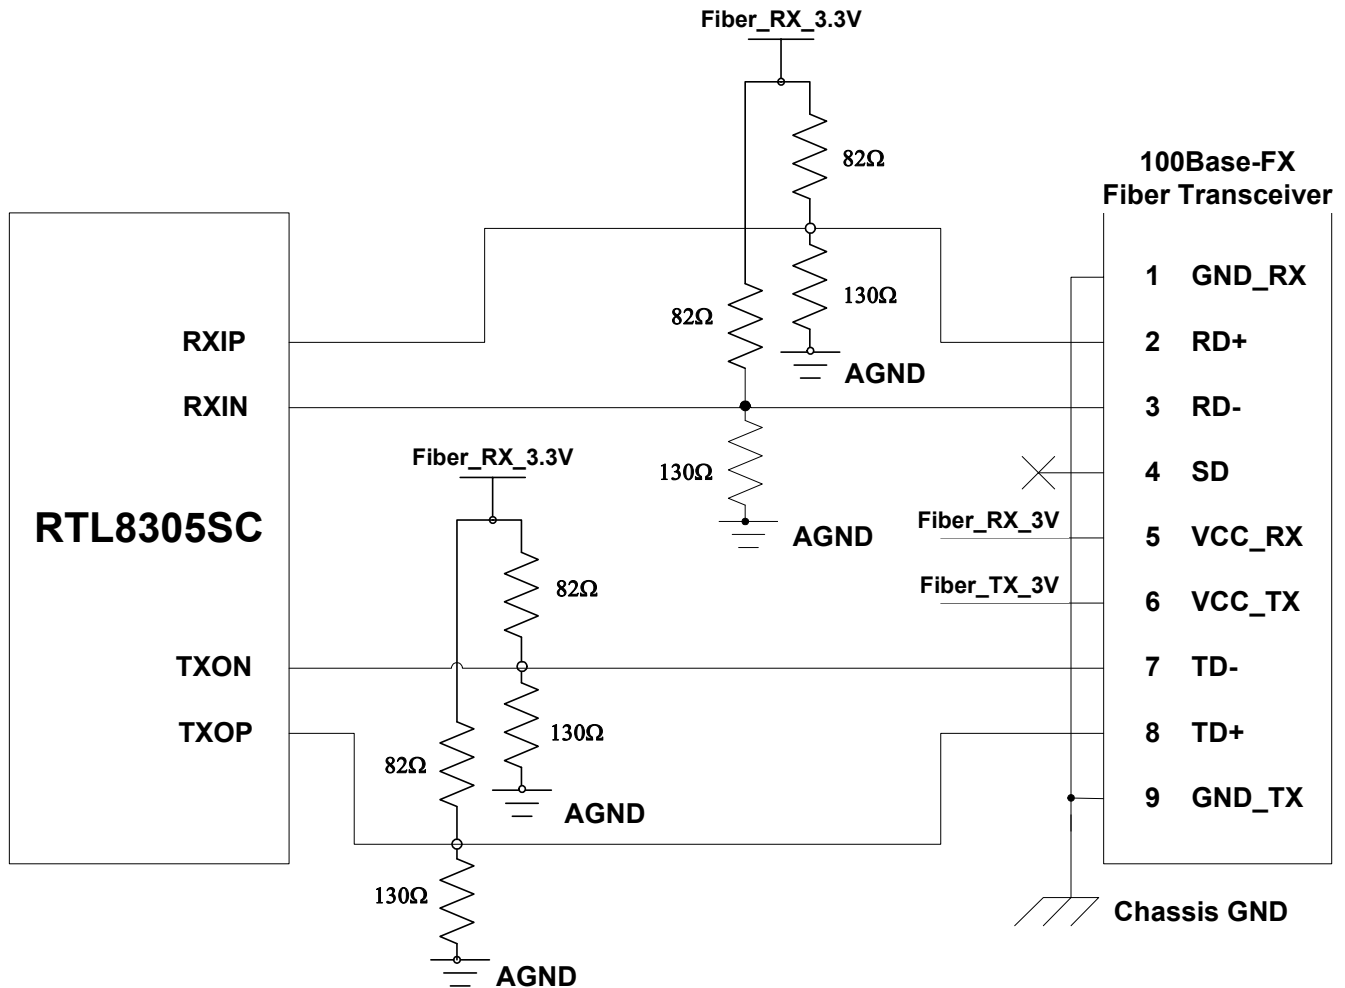 Fiber_RX_3.3V
82Ω
100Base-FX
Fiber Transceiver
1 GND_RX
130Ω
82Ω
RXIP
2 RD+
AGND
RXIN
3 RD-
Fiber_RX_3.3V
130Ω
4 SD
RTL8305SC
Fiber_RX_3V
AGND
5 VCC_RX
82Ω
Fiber_TX_3V
6 VCC_TX
TXON
7 TD-
TXOP
130Ω
8 TD+
82Ω
9 GND_TX
AGND
130Ω
Chassis GND
AGND